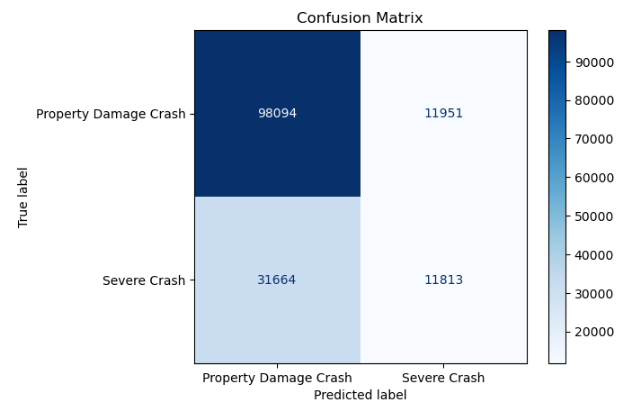 Confusion Matrix
True label
Property Damage Crash
98094
11951
Severe Crash
31664
11813
Property Damage Crash
Severe Crash
Predicted label
90000
80000
70000
60000
50000
40000
30000
20000